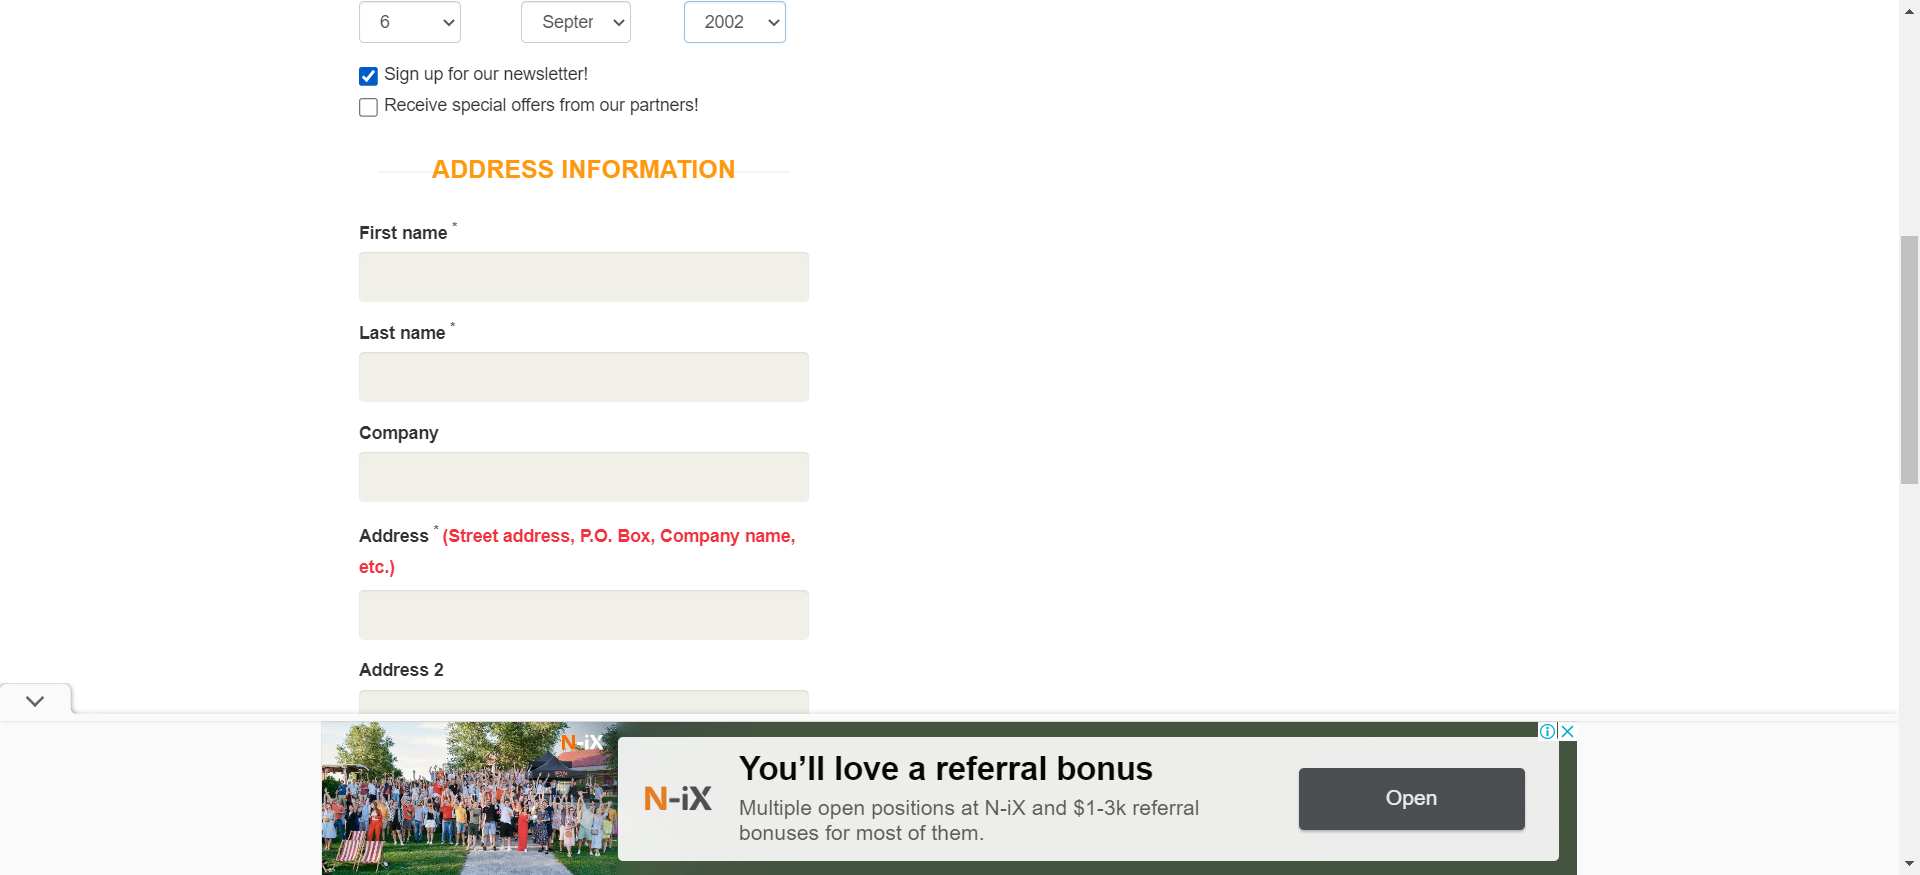 6 Septer 2002
Sign up for our newsletter!
Receive special offers from our partners!
ADDRESS INFORMATION
First name *
Last name *
Company
Address * (Street address, P.O. Box, Company name,
etc.)
Address 2
N-iX
N-iX
You’ll love a referral bonus
Multiple open positions at N-iX and $1-3k referral
bonuses for most of them.
Open